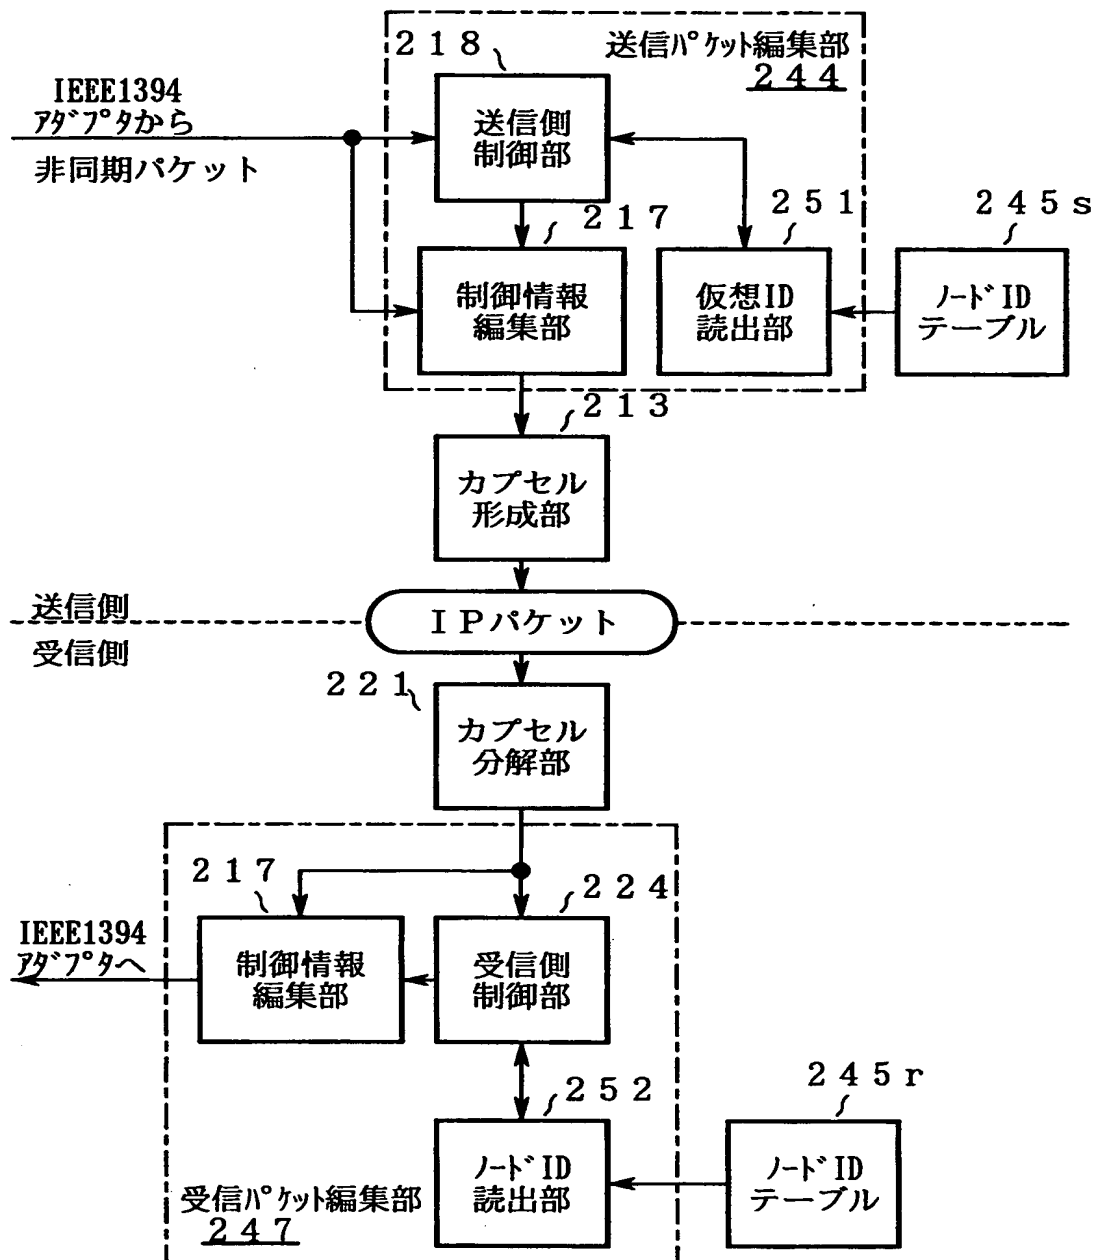 ２１８
送信パケット編集部
２４４
IEEE1394
アダプタから
非同期パケット
送信側
制御部
２１７
２５１
２４５ｓ
制御情報
編集部
仮想ID
読出部
ノードID
テーブル
２１３
カプセル
形成部
送信側
ＩＰパケット
受信側
２２１
カプセル
分解部
２１７
２２４
IEEE1394
アダプタへ
制御情報
編集部
受信側
制御部
２５２
２４５ｒ
ノードID
読出部
ノードID
テーブル
受信パケット編集部
２４７